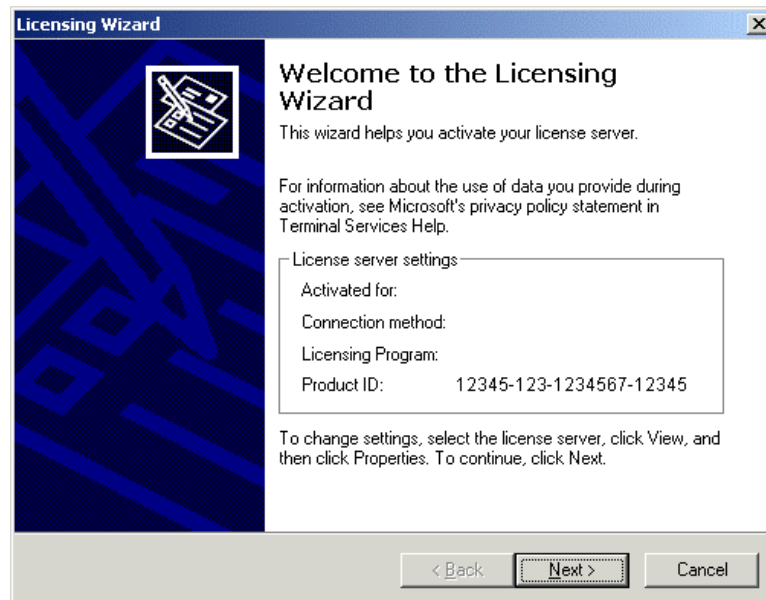 Licensing Wizard
Welcome to the Licensing
Wizard
This wizard helps you activate your license server.
For information about the use of data you provide during
activation, see Microsoft's privacy policy statement in
Terminal Services Help.
License server settings
Activated for:
Connection method:
Licensing Program:
Product ID: 12345-123-1234567-12345
To change settings, select the license server, click View, and
then click Properties. To continue, click Next.
< Back Next > Cancel